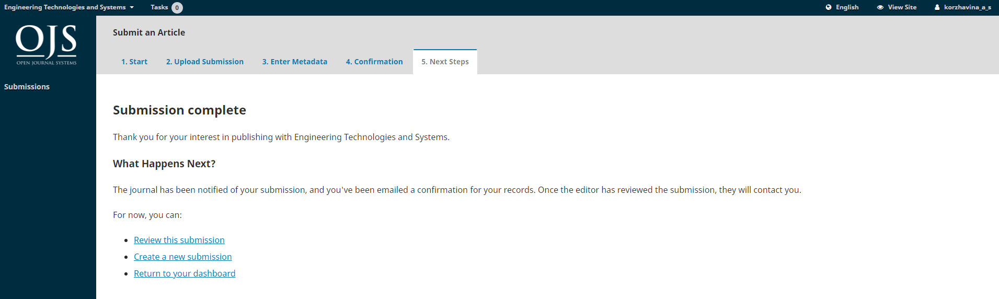 Engineering Technologies and Systems Tasks 0 English View Site korzhavina_a_s
OJS
OPEN JOURNAL SYSTEMS
Submissions
Submit an Article
1. Start 2. Upload Submission 3. Enter Metadata 4. Confirmation 5. Next Steps
Submission complete
Thank you for your interest in publishing with Engineering Technologies and Systems.
What Happens Next?
The journal has been notified of your submission, and you've been emailed a confirmation for your records. Once the editor has reviewed the submission, they will contact you.
For now, you can:
Review this submission
Create a new submission
Return to your dashboard